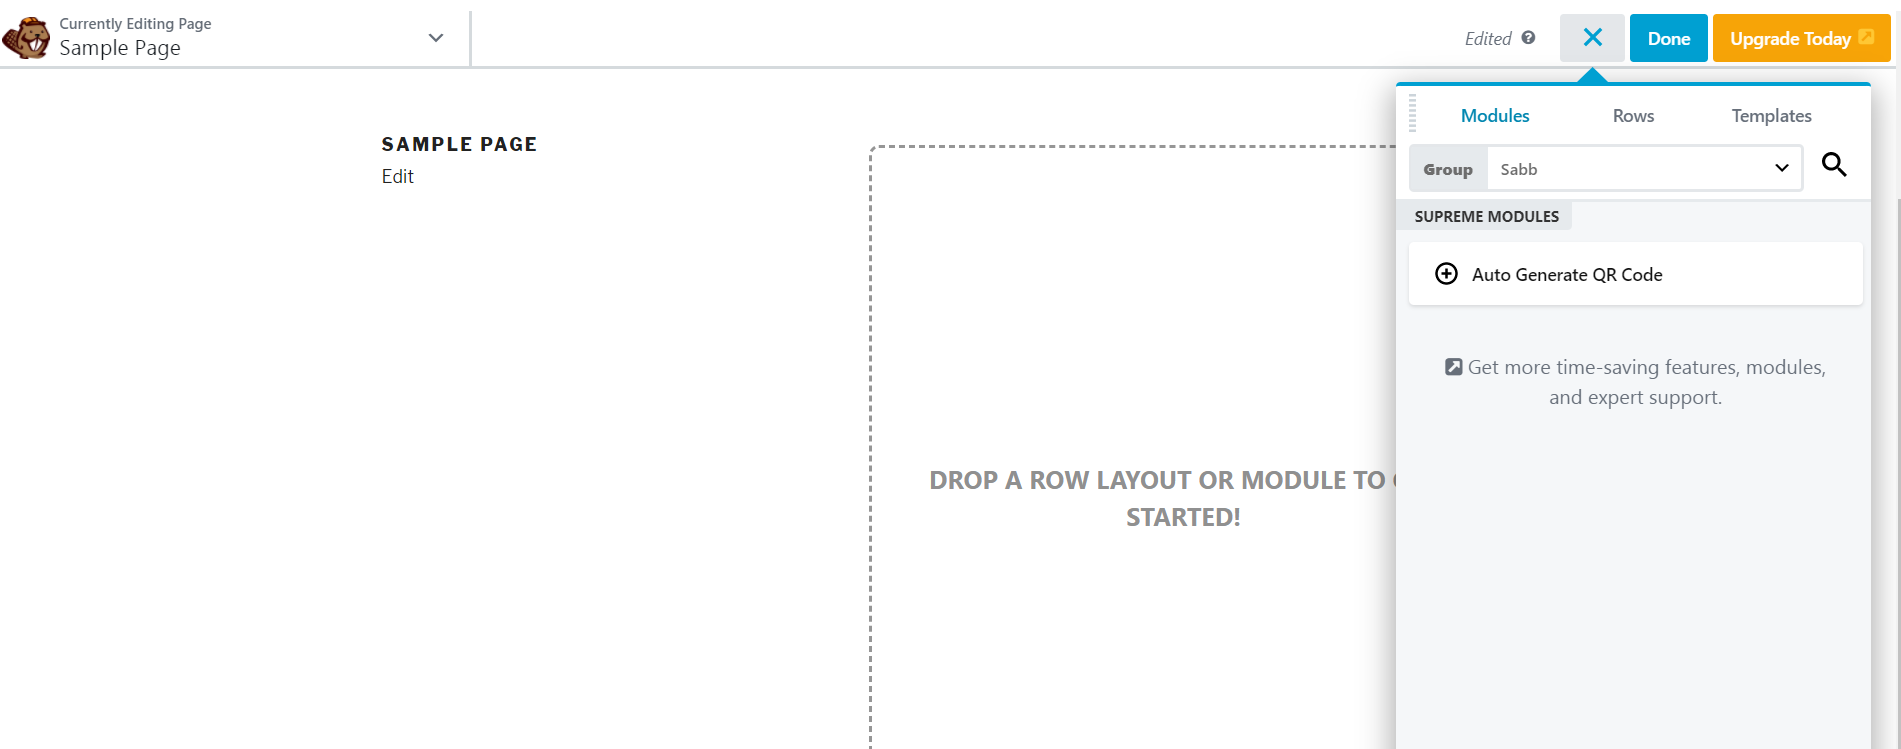 Currently Editing Page
Sample Page
Edited
Done
Upgrade Today
Modules
Rows
Templates
Group
Sabb
SUPREME MODULES
Auto Generate QR Code
Get more time-saving features, modules,
and expert support.
SAMPLE PAGE
Edit
DROP A ROW LAYOUT OR MODULE TO
STARTED!